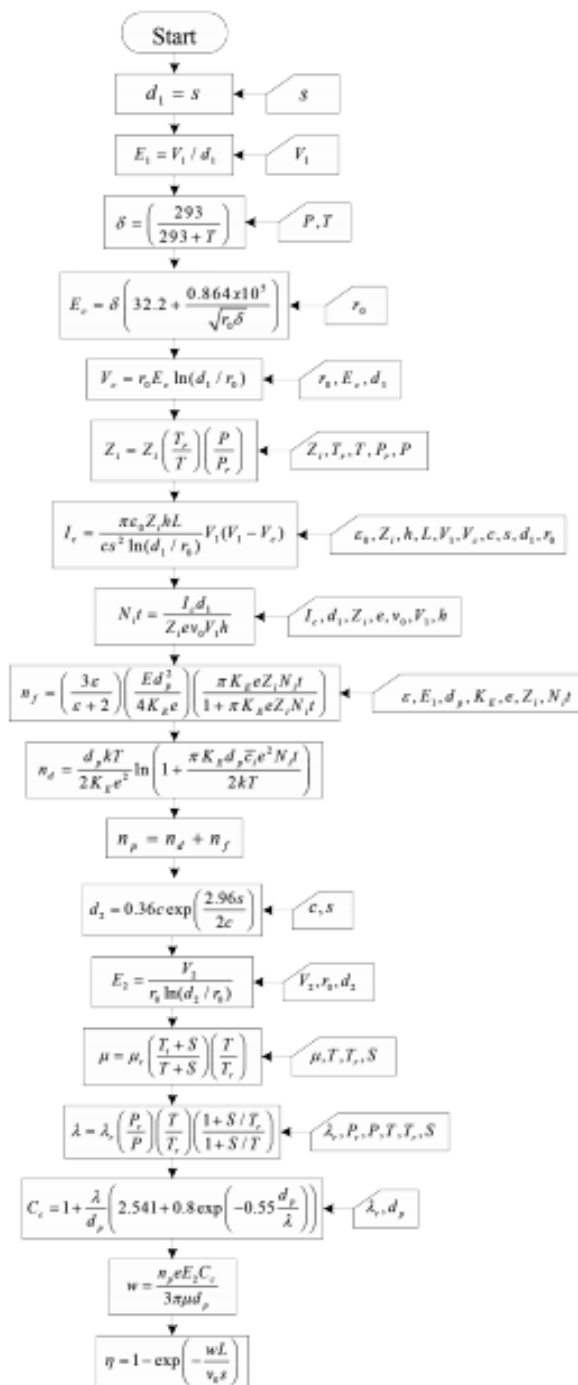 Start
d₁ = s
s
E₁ = V₁ / d₁
V₁
δ = (293 / (293 + T))
P, T
E_c = δ(32.2 + 0.864x10⁵ / √(r₀δ))
r₀
V_c = r₀E_c ln(d₁ / r₀)
r₀, E_c, d₁
Z_i = Z_i(T_r / T)(P / P_r)
Z_i, T_r, T, P_r, P
I_c = (πε₀Z_ihL / (cs² ln(d₁ / r₀))) V₁(V₁ − V_c)
ε₀, Z_i, h, L, V₁, V_c, c, s, d₁, r₀
N_it = I_cd₁ / (Z_iev₀V₁h)
I_c, d₁, Z_i, e, v₀, V₁, h
n_f = (3ε / (ε + 2))(Ed_p² / (4K_Ee))(πK_EeZ_iN_it / (1 + πK_EeZ_iN_it))
ε, E₁, d_p, K_E, e, Z_i, N_it
n_d = (d_pkT / (2K_Ee²)) ln(1 + πK_Ed_pc̄_ie²N_it / (2kT))
n_p = n_d + n_f
d₂ = 0.36c exp(2.96s / 2c)
c, s
E₂ = V₂ / (r₀ ln(d₂ / r₀))
V₂, r₀, d₂
μ = μ_r((T_r + S) / (T + S))(T / T_r)
μ, T, T_r, S
λ = λ_r(P_r / P)(T / T_r)((1 + S / T_r) / (1 + S / T))
λ_r, P_r, P, T, T_r, S
C_c = 1 + (λ / d_p)(2.541 + 0.8 exp(−0.55 d_p / λ))
λ_r, d_p
w = n_peE₂C_c / (3πμd_p)
η = 1 − exp(−wL / (v₀s))